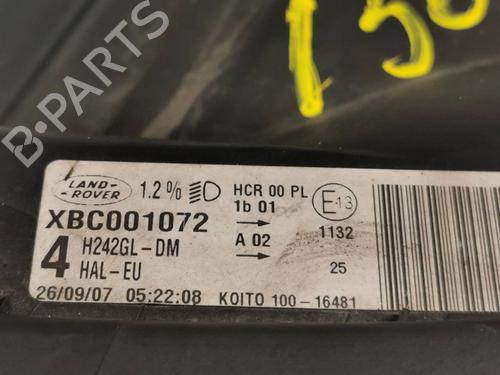 150
B-PARTS
LAND-ROVER
1.2% HCR 00 PL
1b 01
E13
XBC001072
A 02
1132
4 H242GL-DM
HAL-EU
25
26/09/07 05:22:08 KOITO 100-16481